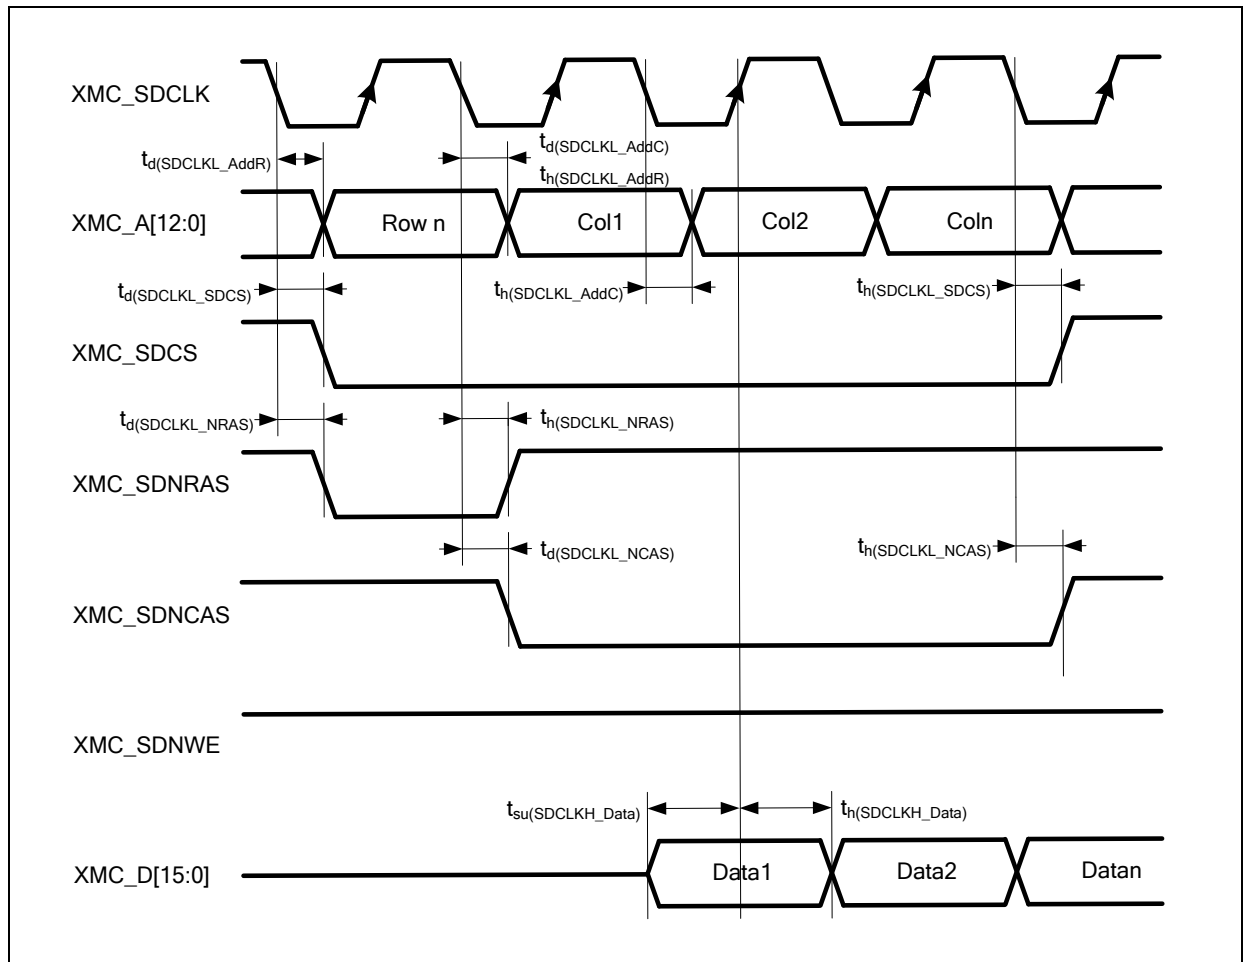 XMC_SDCLK
td(SDCLKL_AddR)
td(SDCLKL_AddC)
th(SDCLKL_AddR)
XMC_A[12:0]
Row n
Col1
Col2
Coln
td(SDCLKL_SDCS)
th(SDCLKL_AddC)
th(SDCLKL_SDCS)
XMC_SDCS
td(SDCLKL_NRAS)
th(SDCLKL_NRAS)
XMC_SDNRAS
td(SDCLKL_NCAS)
th(SDCLKL_NCAS)
XMC_SDNCAS
XMC_SDNWE
tsu(SDCLKH_Data)
th(SDCLKH_Data)
XMC_D[15:0]
Data1
Data2
Datan